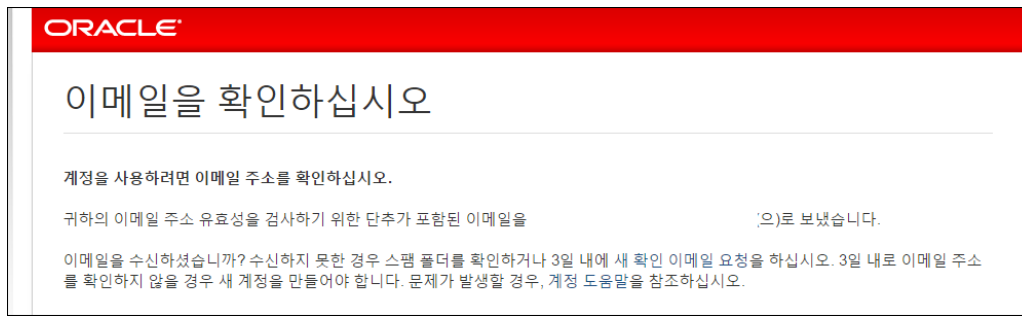 ORACLE
이메일을 확인하십시오
계정을 사용하려면 이메일 주소를 확인하십시오.
귀하의 이메일 주소 유효성을 검사하기 위한 단추가 포함된 이메일을 으)로 보냈습니다.
이메일을 수신하셨습니까? 수신하지 못한 경우 스팸 폴더를 확인하거나 3일 내에 새 확인 이메일 요청을 하십시오. 3일 내로 이메일 주소
를 확인하지 않을 경우 새 계정을 만들어야 합니다. 문제가 발생할 경우, 계정 도움말을 참조하십시오.